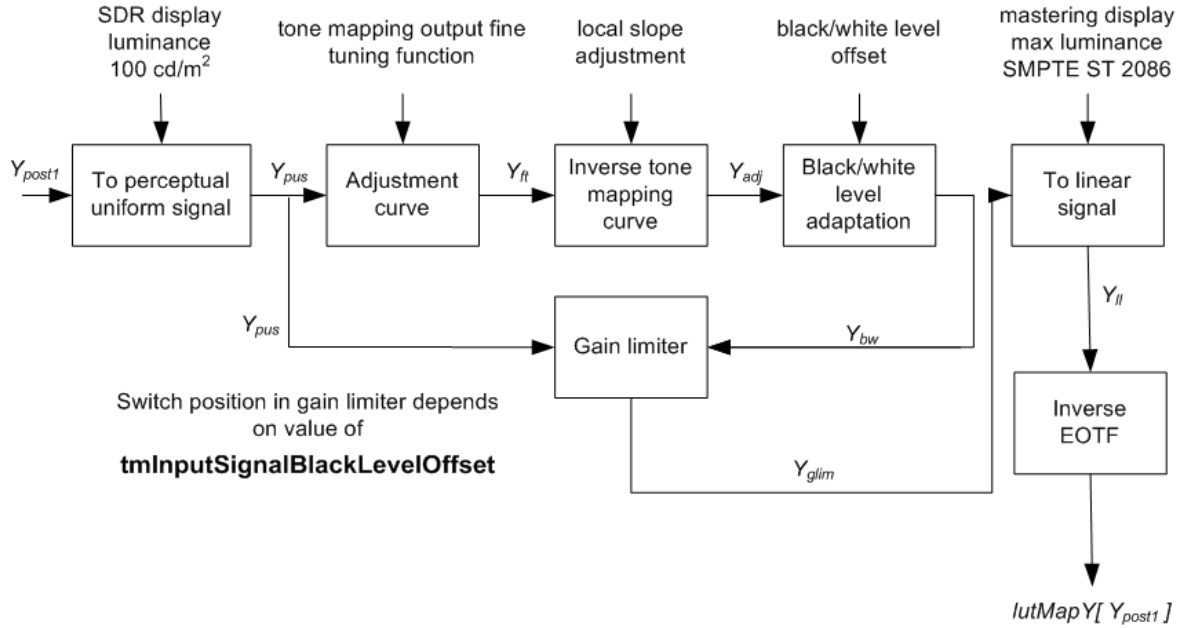 SDR display
luminance
100 cd/m2
tone mapping output fine
tuning function
local slope
adjustment
black/white level
offset
mastering display
max luminance
SMPTE ST 2086
Ypost1
To perceptual
uniform signal
Ypus
Adjustment
curve
Yft
Inverse tone
mapping
curve
Yadj
Black/white
level
adaptation
To linear
signal
Ypus
Gain limiter
Ybw
Yll
Switch position in gain limiter depends
on value of
tmInputSignalBlackLevelOffset
Yglim
Inverse
EOTF
lutMapY[ Ypost1 ]